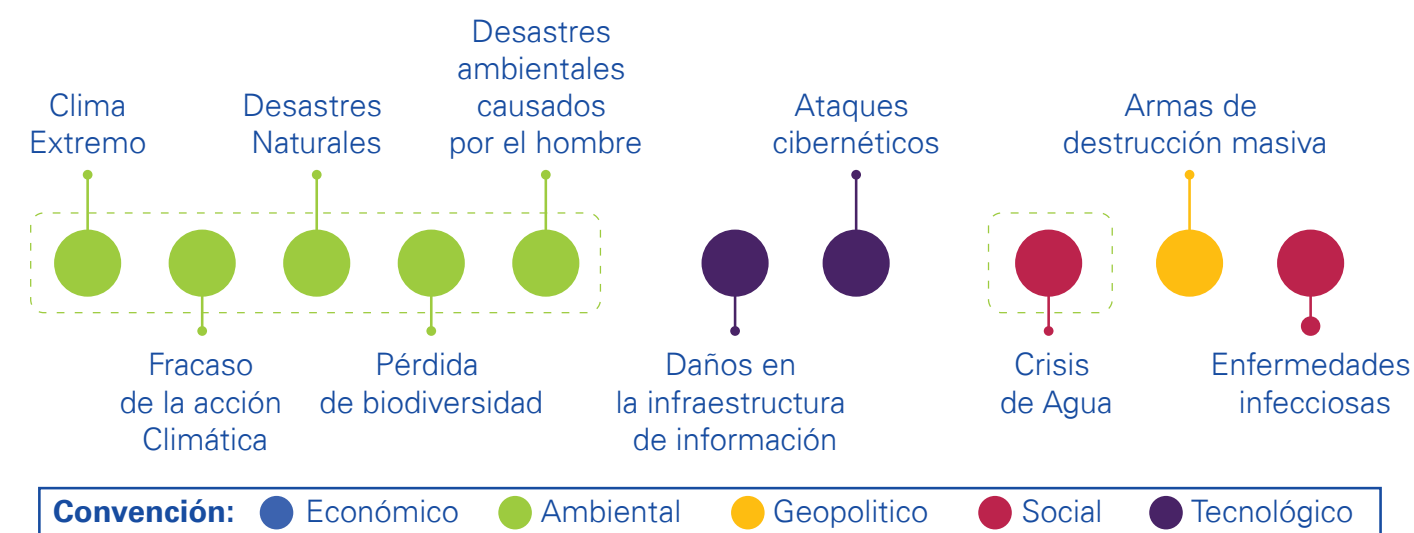 Clima
Extremo
Desastres
Naturales
Desastres
ambientales
causados
por el hombre
Ataques
cibernéticos
Armas de
destrucción masiva
Fracaso
de la acción
Climática
Pérdida
de biodiversidad
Daños en
la infraestructura
de información
Crisis
de Agua
Enfermedades
infecciosas
Convención: Económico Ambiental Geopolitico Social Tecnológico